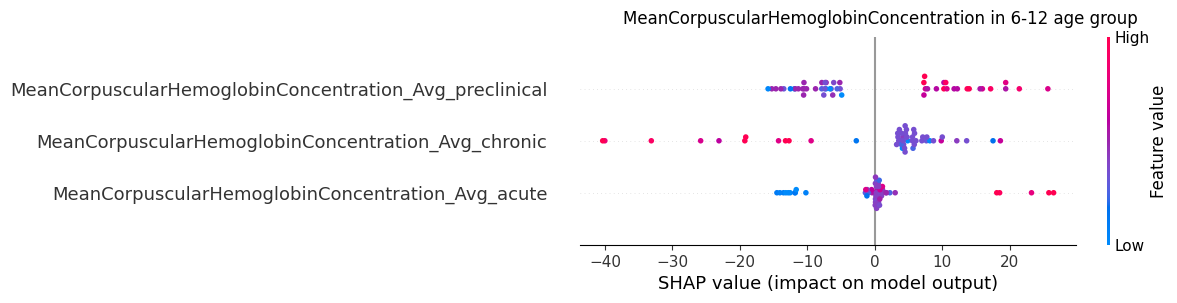 MeanCorpuscularHemoglobinConcentration in 6-12 age group
High
MeanCorpuscularHemoglobinConcentration_Avg_preclinical
MeanCorpuscularHemoglobinConcentration_Avg_chronic
MeanCorpuscularHemoglobinConcentration_Avg_acute
Feature value
Low
−40 −30 −20 −10 0 10 20
SHAP value (impact on model output)